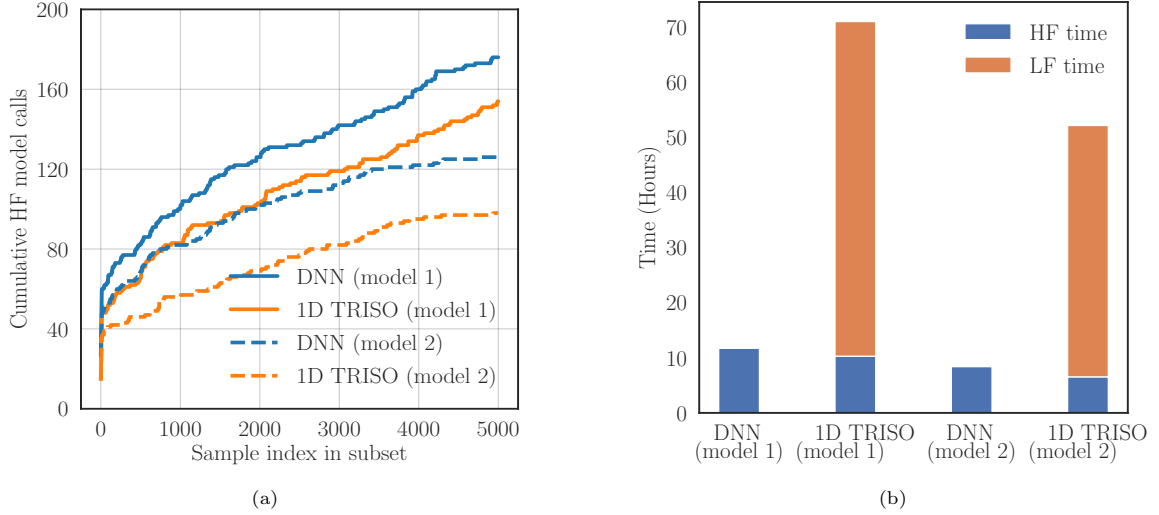 200
160
120
80
40
0
Cumulative HF model calls
DNN (model 1)
1D TRISO (model 1)
DNN (model 2)
1D TRISO (model 2)
0 1000 2000 3000 4000 5000
Sample index in subset
(a)
70
60
50
40
30
20
10
0
Time (Hours)
HF time
LF time
DNN 1D TRISO DNN 1D TRISO
(model 1) (model 1) (model 2) (model 2)
(b)